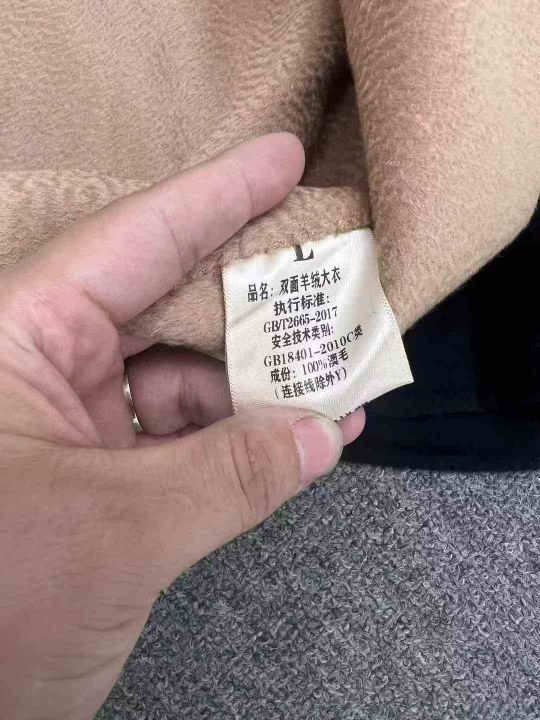 L
品名：双面羊绒大衣
执行标准：
GB/T2665-2017
安全技术类别：
GB18401-2010C类
成份：100%澳毛
（连接线除外Y）